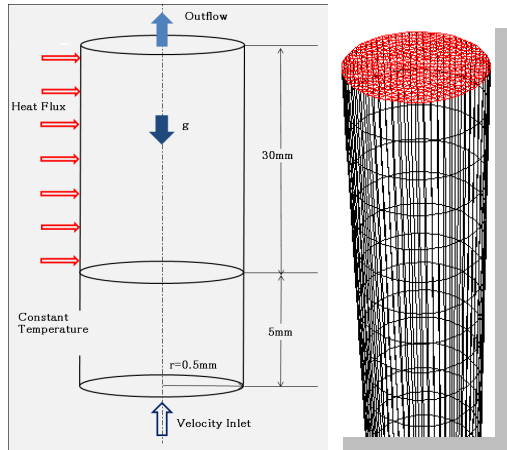 Outflow
Heat Flux
g
30mm
Constant
Temperature
5mm
r=0.5mm
Velocity Inlet